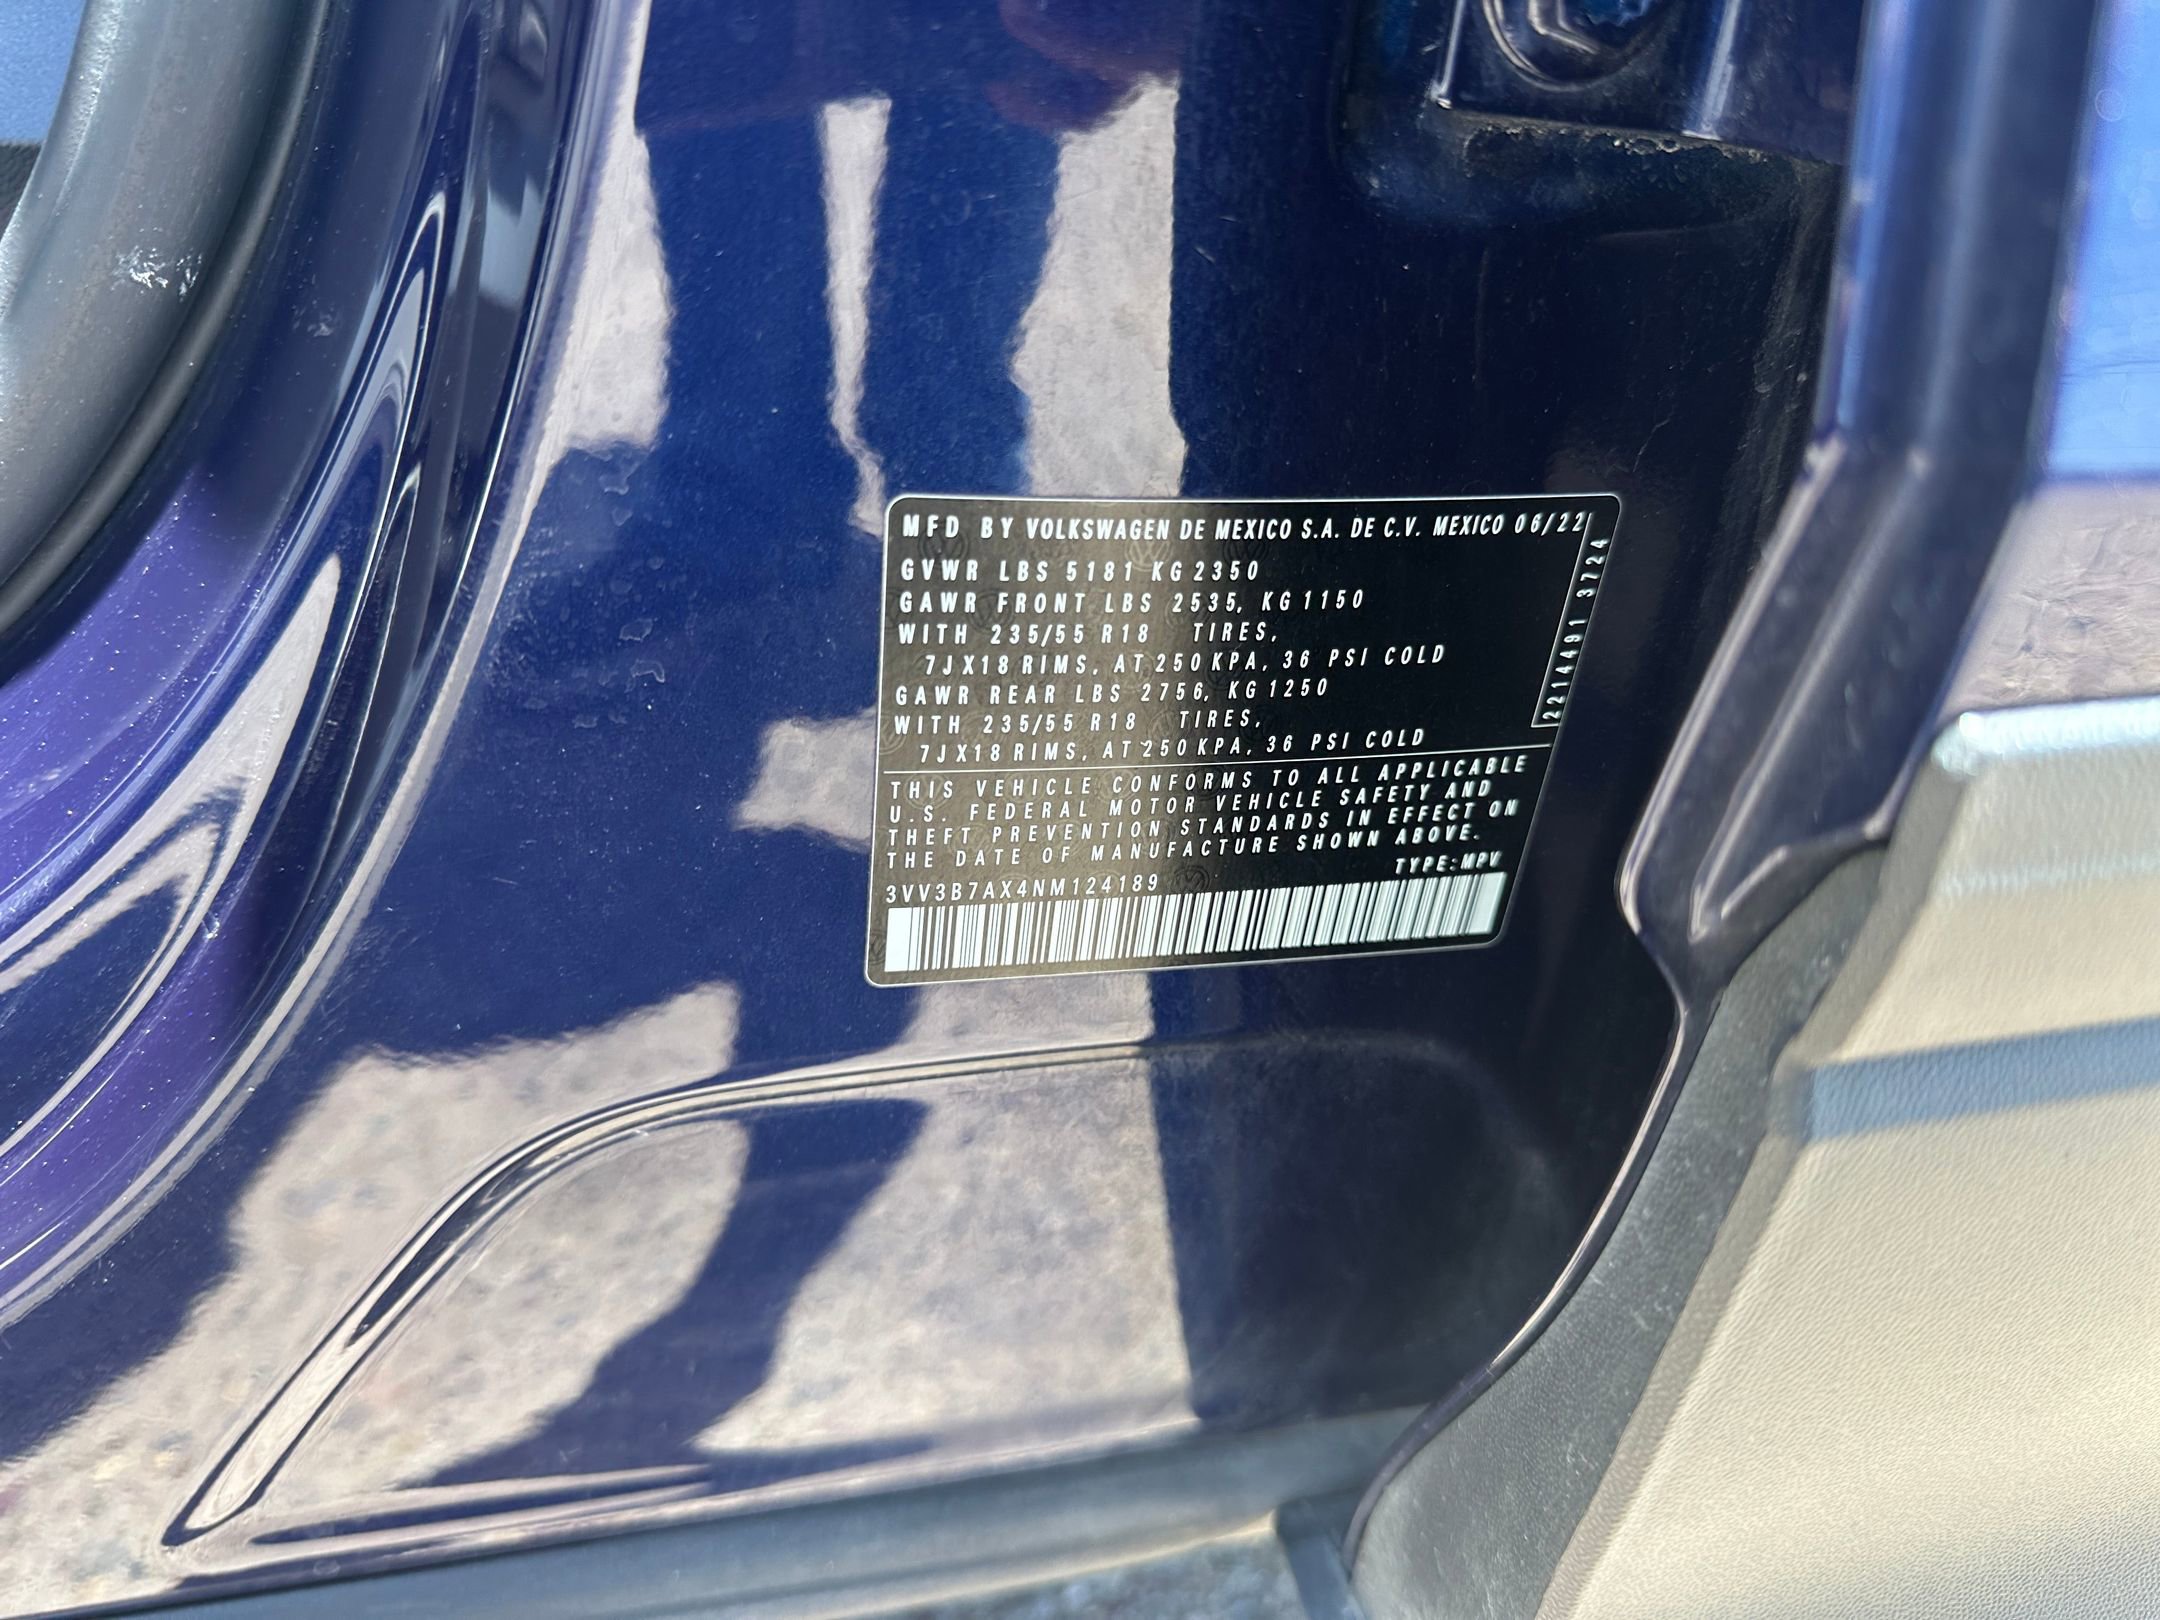 MFD BY VOLKSWAGEN DE MEXICO S.A. DE C.V. MEXICO 06/22
GVWR LBS 5181 KG 2350
GAWR FRONT LBS 2535, KG 1150
WITH 235/55 R18 TIRES,
7JX18 RIMS, AT 250 KPA, 36 PSI COLD
GAWR REAR LBS 2756, KG 1250
WITH 235/55 R18 TIRES,
7JX18 RIMS, AT 250 KPA, 36 PSI COLD
2214491 3724
THIS VEHICLE CONFORMS TO ALL APPLICABLE
U.S. FEDERAL MOTOR VEHICLE SAFETY AND
THEFT PREVENTION STANDARDS IN EFFECT ON
THE DATE OF MANUFACTURE SHOWN ABOVE.
TYPE: MPV
3VV3B7AX4NM124189